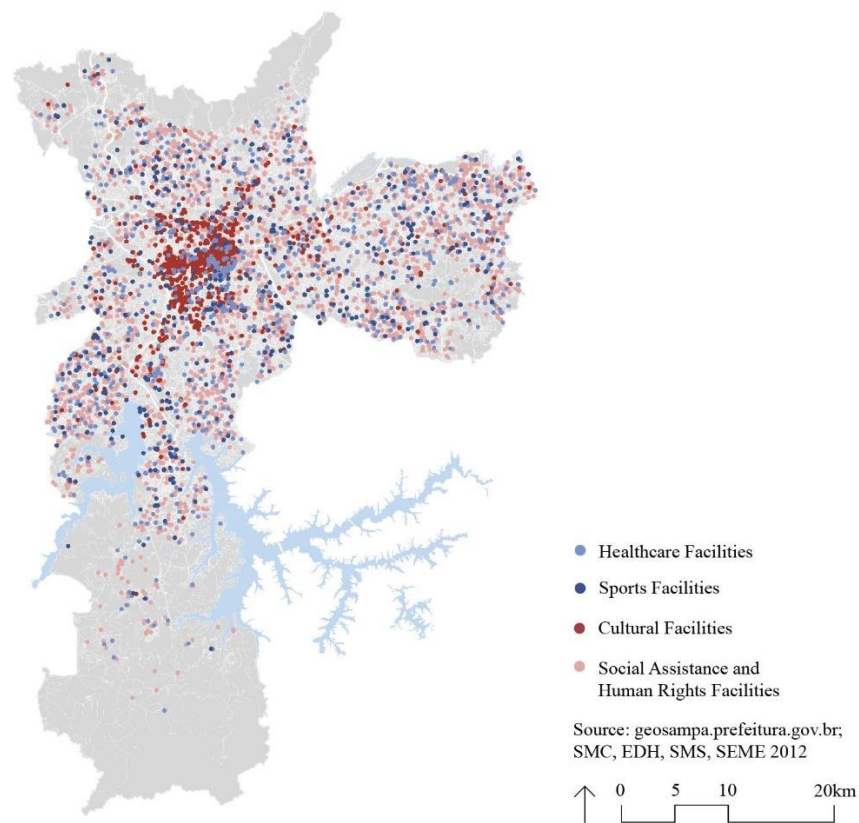 Healthcare Facilities
Sports Facilities
Cultural Facilities
Social Assistance and
Human Rights Facilities
Source: geosampa.prefeitura.gov.br;
SMC, EDH, SMS, SEME 2012
0 5 10 20km